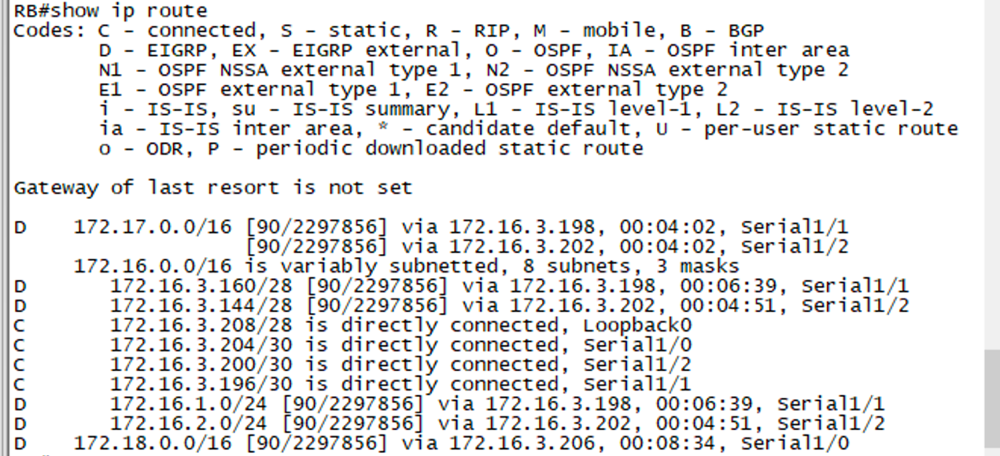 RB#show ip route
Codes: C - connected, S - static, R - RIP, M - mobile, B - BGP
D - EIGRP, EX - EIGRP external, O - OSPF, IA - OSPF inter area
N1 - OSPF NSSA external type 1, N2 - OSPF NSSA external type 2
E1 - OSPF external type 1, E2 - OSPF external type 2
i - IS-IS, su - IS-IS summary, L1 - IS-IS level-1, L2 - IS-IS level-2
ia - IS-IS inter area, * - candidate default, U - per-user static route
o - ODR, P - periodic downloaded static route
Gateway of last resort is not set
D 172.17.0.0/16 [90/2297856] via 172.16.3.198, 00:04:02, Serial1/1
[90/2297856] via 172.16.3.202, 00:04:02, Serial1/2
172.16.0.0/16 is variably subnetted, 8 subnets, 3 masks
D 172.16.3.160/28 [90/2297856] via 172.16.3.198, 00:06:39, Serial1/1
D 172.16.3.144/28 [90/2297856] via 172.16.3.202, 00:04:51, Serial1/2
C 172.16.3.208/28 is directly connected, Loopback0
C 172.16.3.204/30 is directly connected, Serial1/0
C 172.16.3.200/30 is directly connected, Serial1/2
C 172.16.3.196/30 is directly connected, Serial1/1
D 172.16.1.0/24 [90/2297856] via 172.16.3.198, 00:06:39, Serial1/1
D 172.16.2.0/24 [90/2297856] via 172.16.3.202, 00:04:51, Serial1/2
D 172.18.0.0/16 [90/2297856] via 172.16.3.206, 00:08:34, Serial1/0